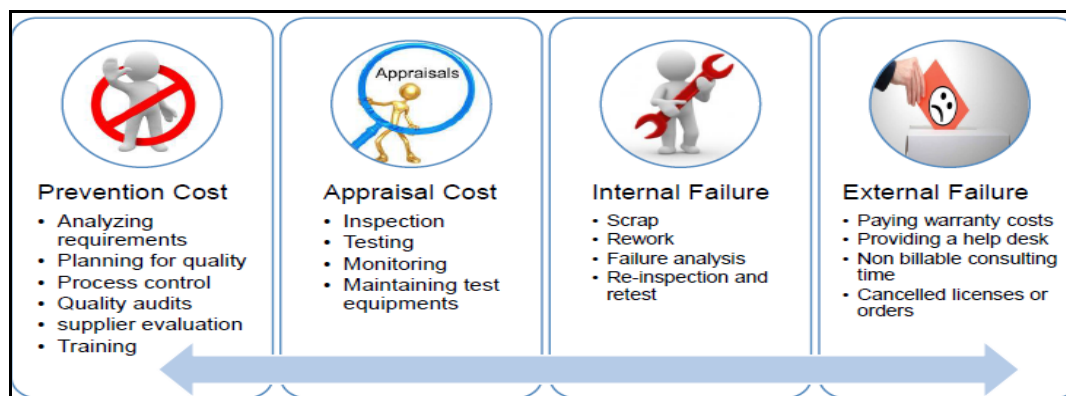 Prevention Cost
• Analyzing
requirements
• Planning for quality
• Process control
• Quality audits
• supplier evaluation
• Training
Appraisals
Appraisal Cost
• Inspection
• Testing
• Monitoring
• Maintaining test
equipments
Internal Failure
• Scrap
• Rework
• Failure analysis
• Re-inspection and
retest
External Failure
• Paying warranty costs
• Providing a help desk
• Non billable consulting
time
• Cancelled licenses or
orders